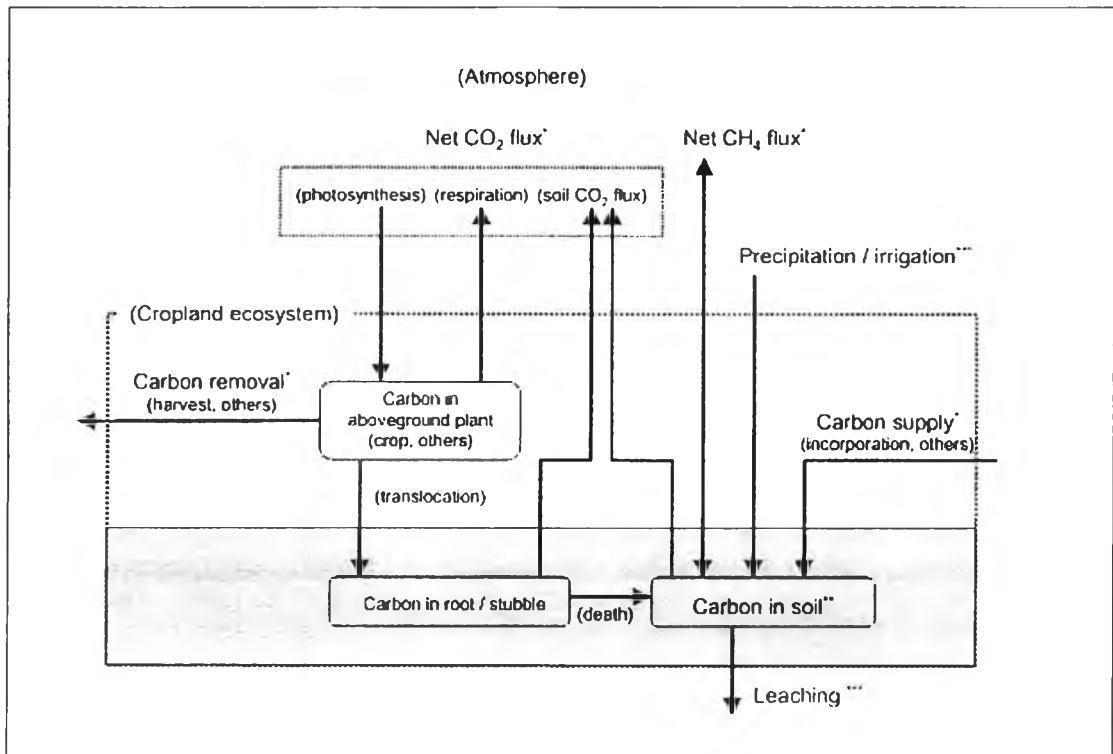 (Atmosphere)
Net CO₂ flux*
Net CH₄ flux*
(photosynthesis) (respiration) (soil CO₂ flux)
Precipitation / irrigation***
(Cropland ecosystem)
Carbon removal*
(harvest, others)
Carbon in
aboveground plant
(crop, others)
Carbon supply*
(incorporation, others)
(translocation)
Carbon in root / stubble
(death)
Carbon in soil**
Leaching ***